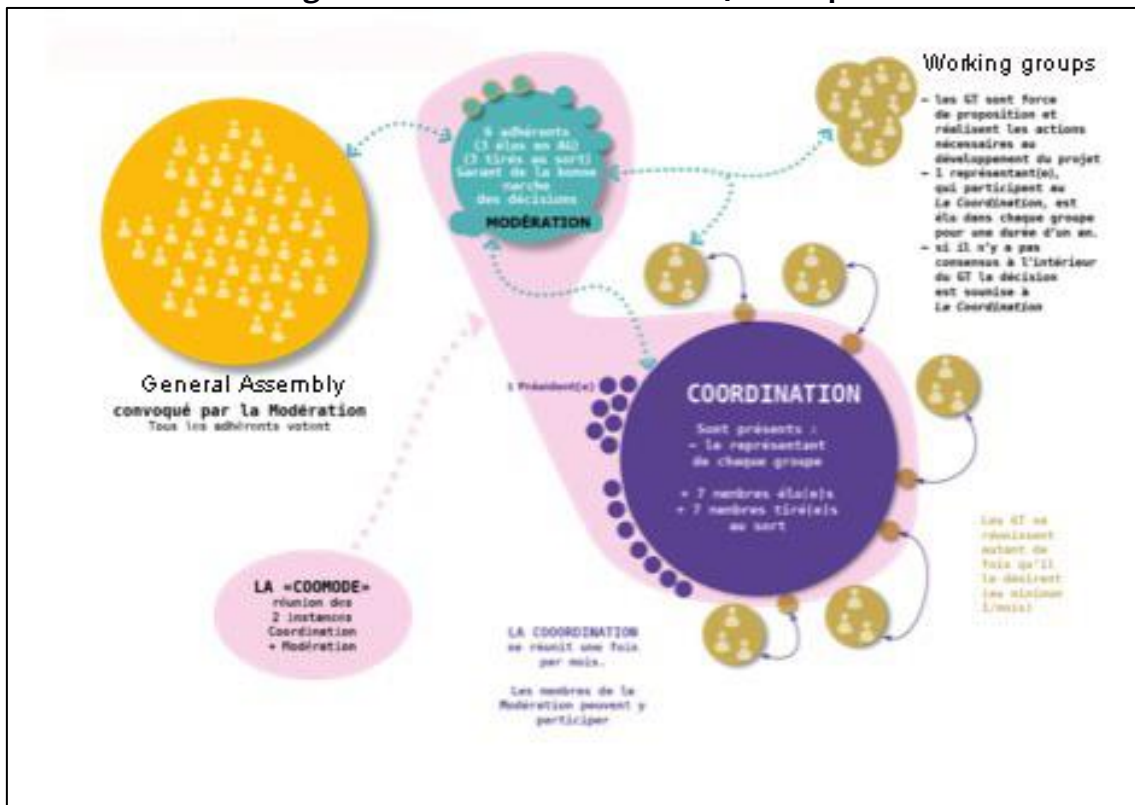 General Assembly
convoqué par la Modération
Tous les adhérents votent
6 adhérents
(3 élus en AG)
(3 tirés au sort)
Garant de la bonne
marche
des décisions
MODÉRATION
Working groups
- les GT sont force
de proposition et
réalisent les actions
nécessaires au
développement du projet
- 1 représentant(e),
qui participent au
La Coordination, est
élu dans chaque groupe
pour une durée d'un an.
- si il n'y a pas
consensus à l'intérieur
du GT la décision
est soumise à
La Coordination
1 Président(e)
COORDINATION
Sont présents :
- le représentant
de chaque groupe
+ 7 membres élu(e)s
+ 7 membres tiré(e)s
au sort
Les GT se
réunissent
autant de
fois qu'il
le désirent
(au minimum
1/mois)
LA «COOMODE»
réunion des
2 instances
Coordination
+ Modération
LA COOORDINATION
se réunit une fois
par mois.
Les membres de la
Modération peuvent y
participer